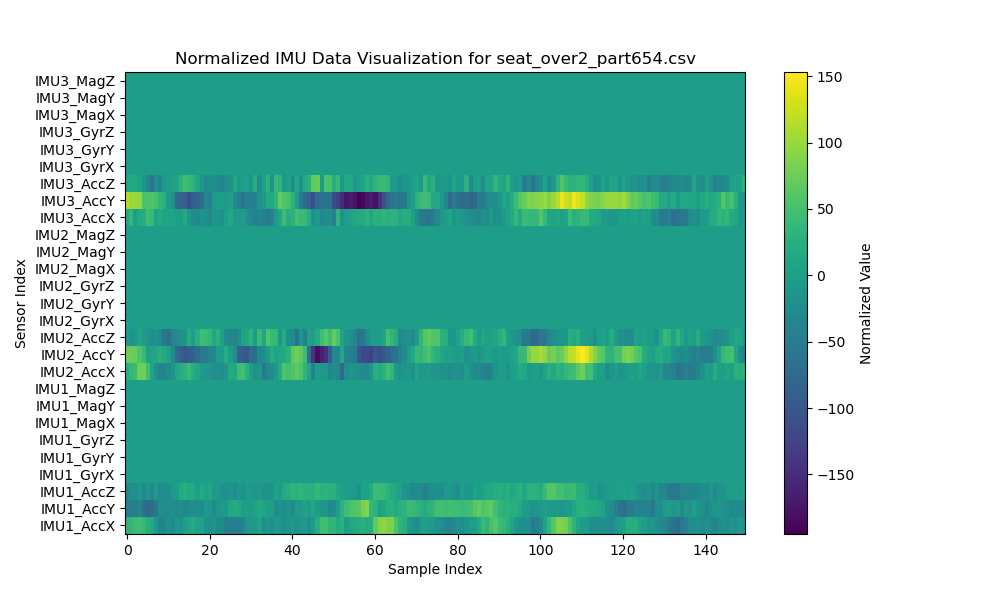 Normalized IMU Data Visualization for seat_over2_part654.csv
IMU3_MagZ
IMU3_MagY
IMU3_MagX
IMU3_GyrZ
IMU3_GyrY
IMU3_GyrX
IMU3_AccZ
IMU3_AccY
IMU3_AccX
IMU2_MagZ
IMU2_MagY
IMU2_MagX
IMU2_GyrZ
IMU2_GyrY
IMU2_GyrX
IMU2_AccZ
IMU2_AccY
IMU2_AccX
IMU1_MagZ
IMU1_MagY
IMU1_MagX
IMU1_GyrZ
IMU1_GyrY
IMU1_GyrX
IMU1_AccZ
IMU1_AccY
IMU1_AccX
Sensor Index
0 20 40 60 80 100 120 140
Sample Index
150
100
50
0
−50
−100
−150
Normalized Value